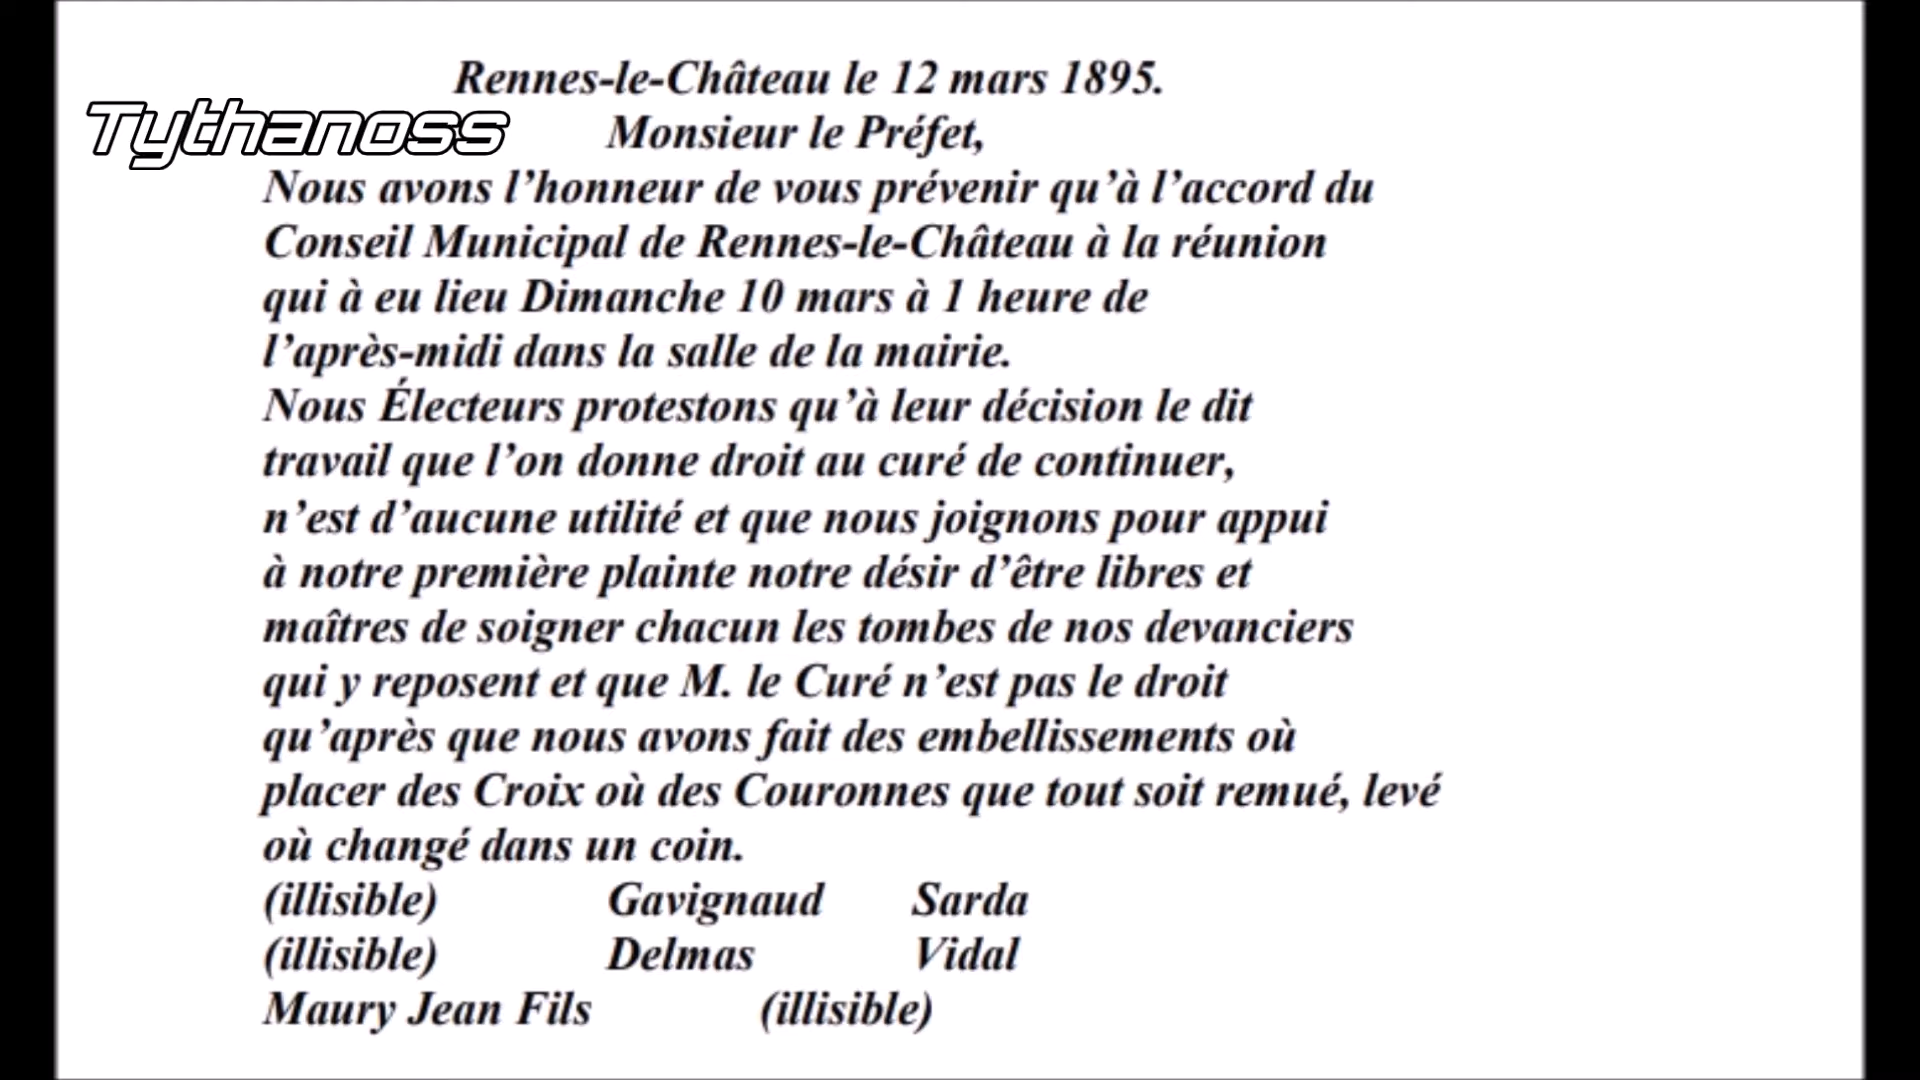 Rennes-le-Château le 12 mars 1895.
Tythanoss
Monsieur le Préfet,
Nous avons l’honneur de vous prévenir qu’à l’accord du
Conseil Municipal de Rennes-le-Château à la réunion
qui à eu lieu Dimanche 10 mars à 1 heure de
l’après-midi dans la salle de la mairie.
Nous Électeurs protestons qu’à leur décision le dit
travail que l’on donne droit au curé de continuer,
n’est d’aucune utilité et que nous joignons pour appui
à notre première plainte notre désir d’être libres et
maîtres de soigner chacun les tombes de nos devanciers
qui y reposent et que M. le Curé n’est pas le droit
qu’après que nous avons fait des embellissements où
placer des Croix où des Couronnes que tout soit remué, levé
où changé dans un coin.
(illisible) Gavignaud Sarda
(illisible) Delmas Vidal
Maury Jean Fils (illisible)